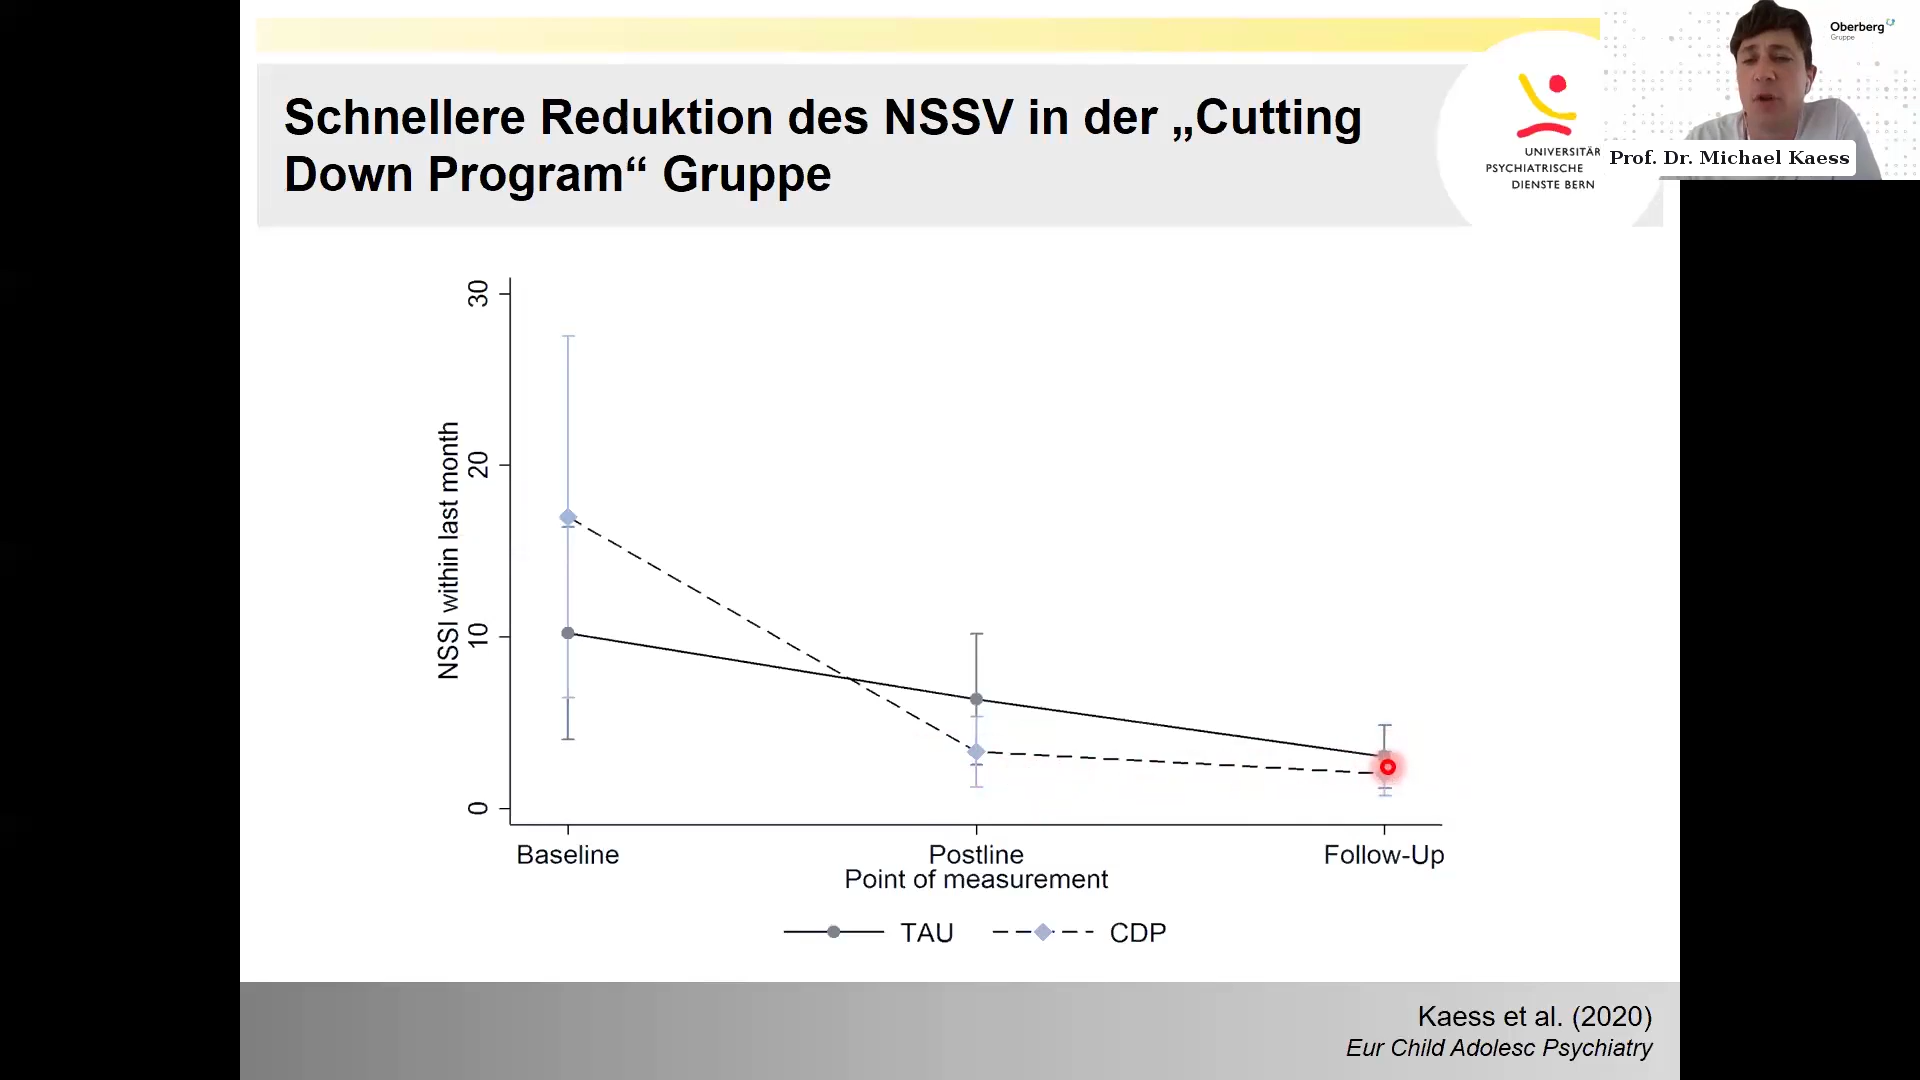 Schnellere Reduktion des NSSV in der „Cutting
Down Program“ Gruppe
UNIVERSITÄR
PSYCHIATRISCHE
DIENSTE BERN
Oberberg
Gruppe
Prof. Dr. Michael Kaess
NSSI within last month
30
20
10
0
Baseline
Postline
Follow-Up
Point of measurement
TAU
CDP
Kaess et al. (2020)
Eur Child Adolesc Psychiatry